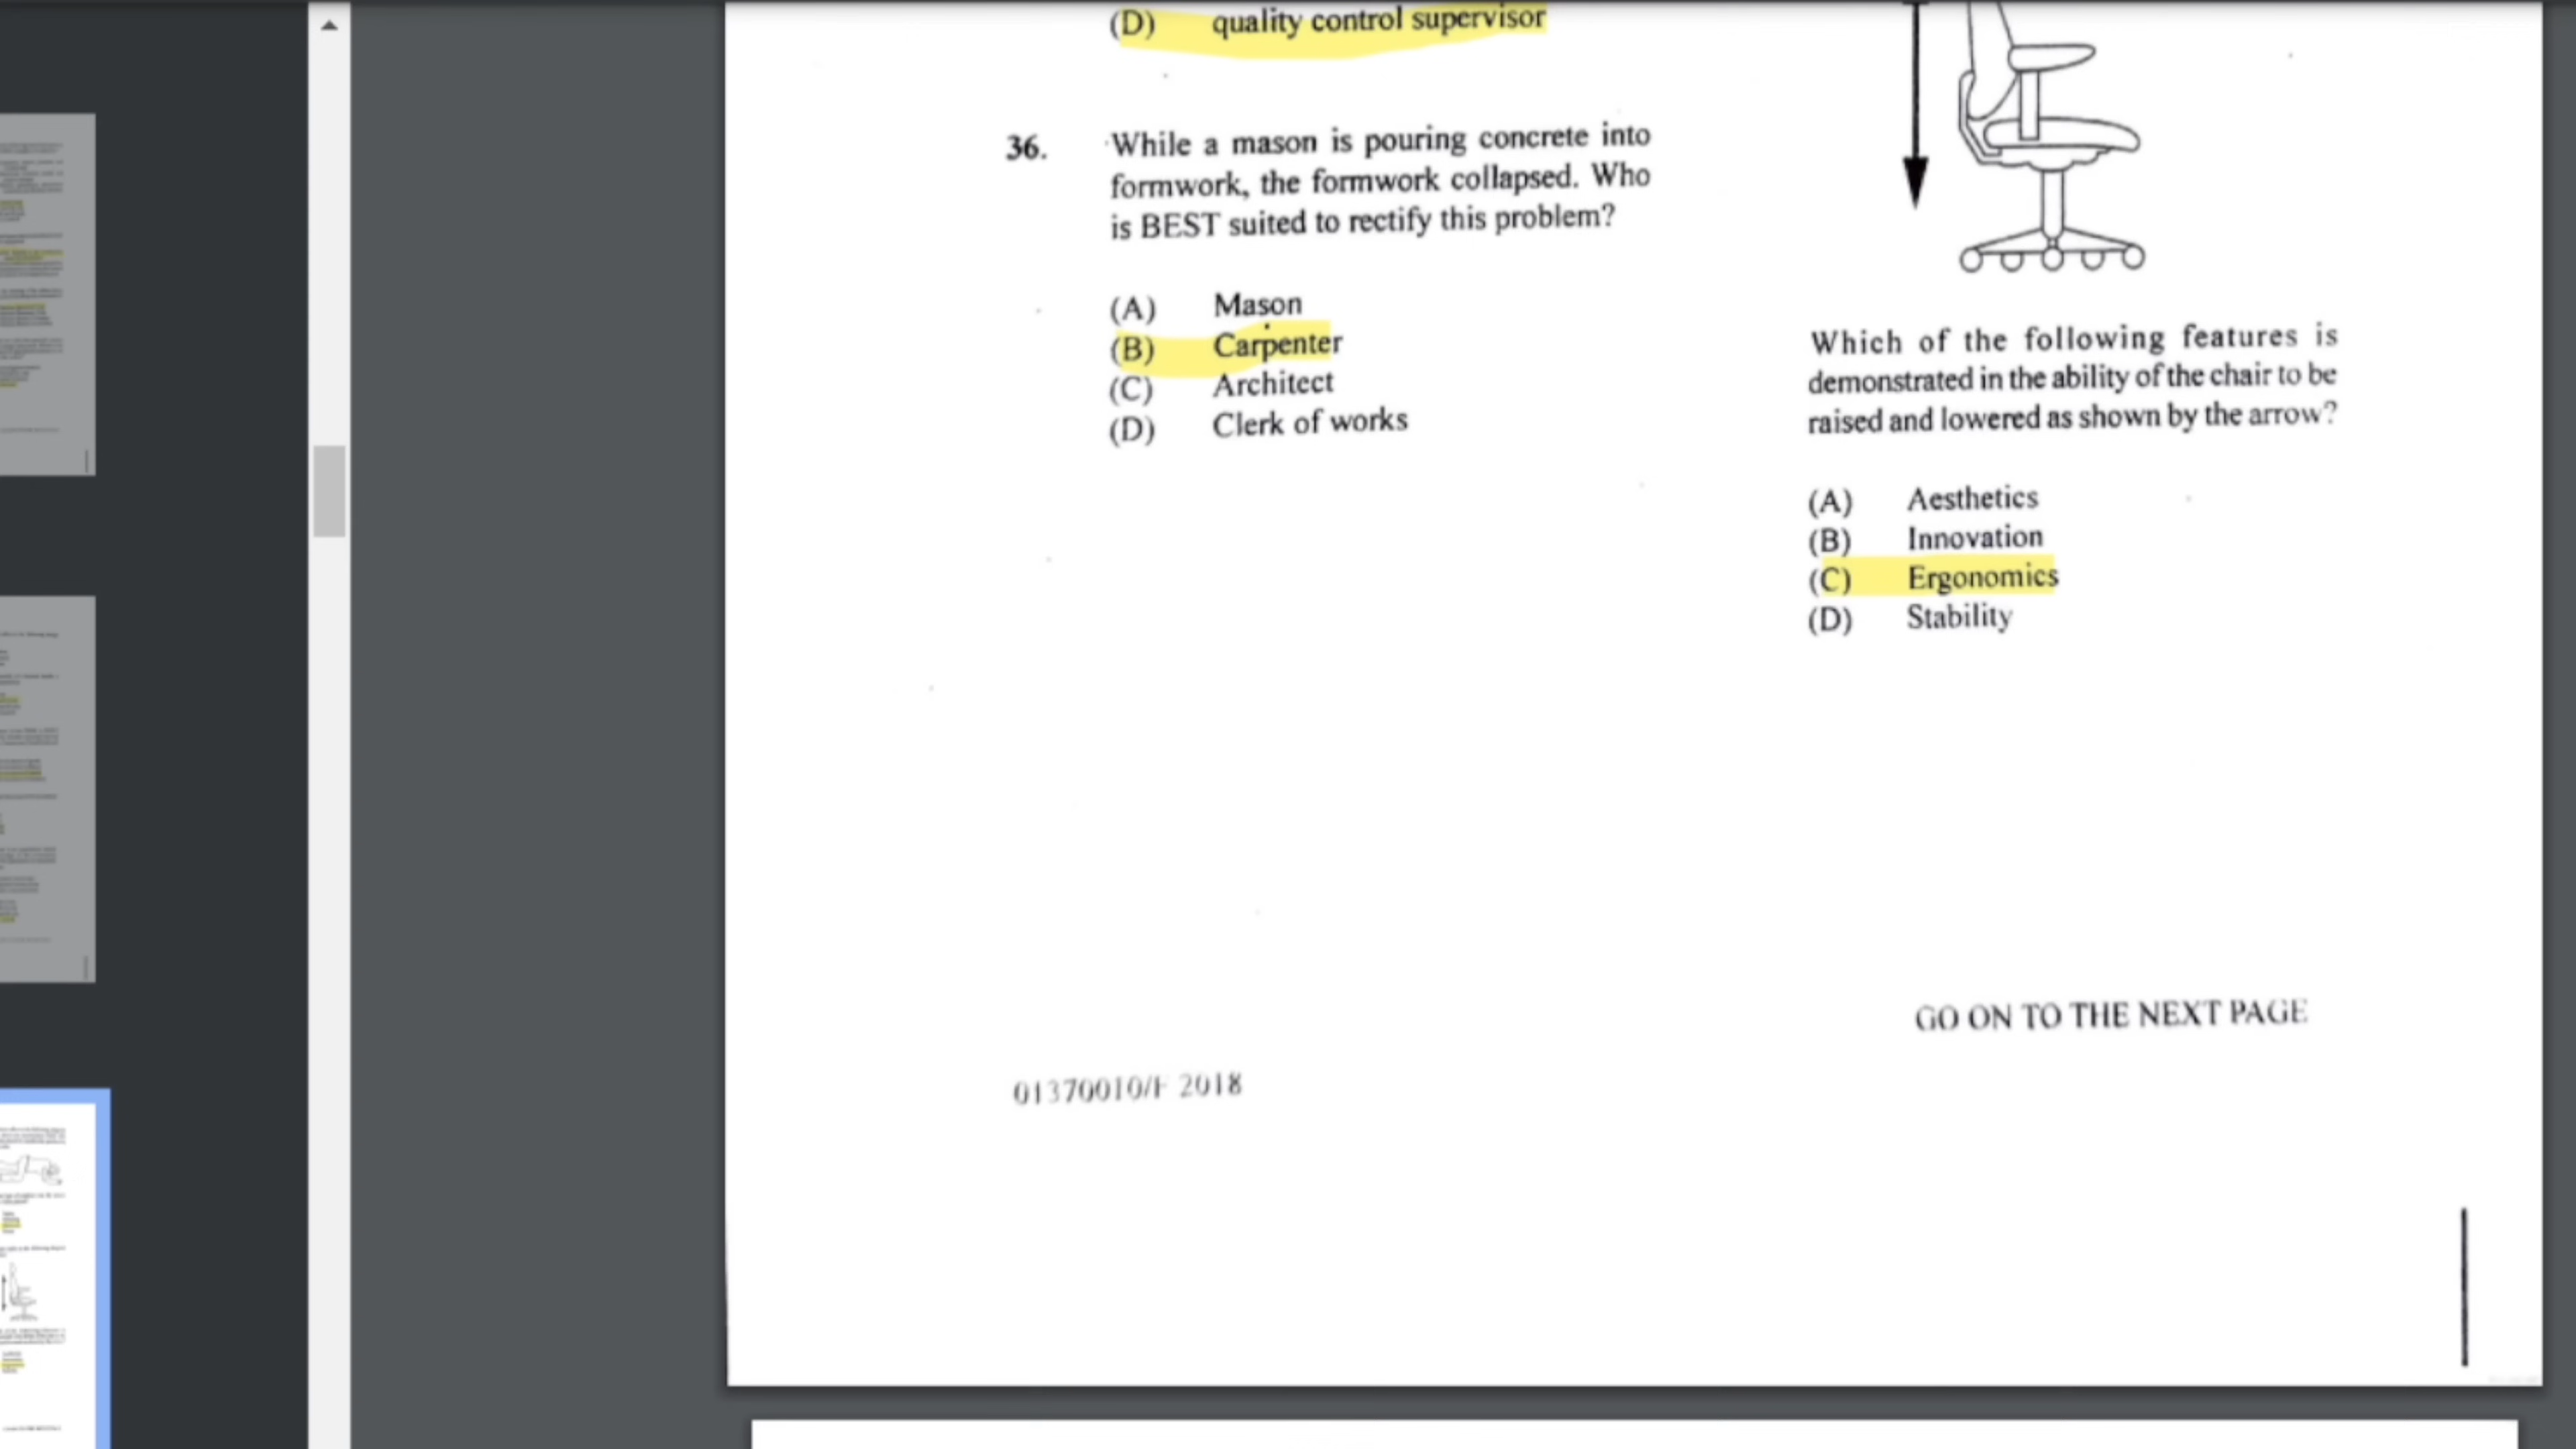 (D) quality control supervisor
36. While a mason is pouring concrete into
formwork, the formwork collapsed. Who
is BEST suited to rectify this problem?
(A) Mason
(B) Carpenter
(C) Architect
(D) Clerk of works
Which of the following features is
demonstrated in the ability of the chair to be
raised and lowered as shown by the arrow?
(A) Aesthetics
(B) Innovation
(C) Ergonomics
(D) Stability
GO ON TO THE NEXT PAGE
01370010/F 2018